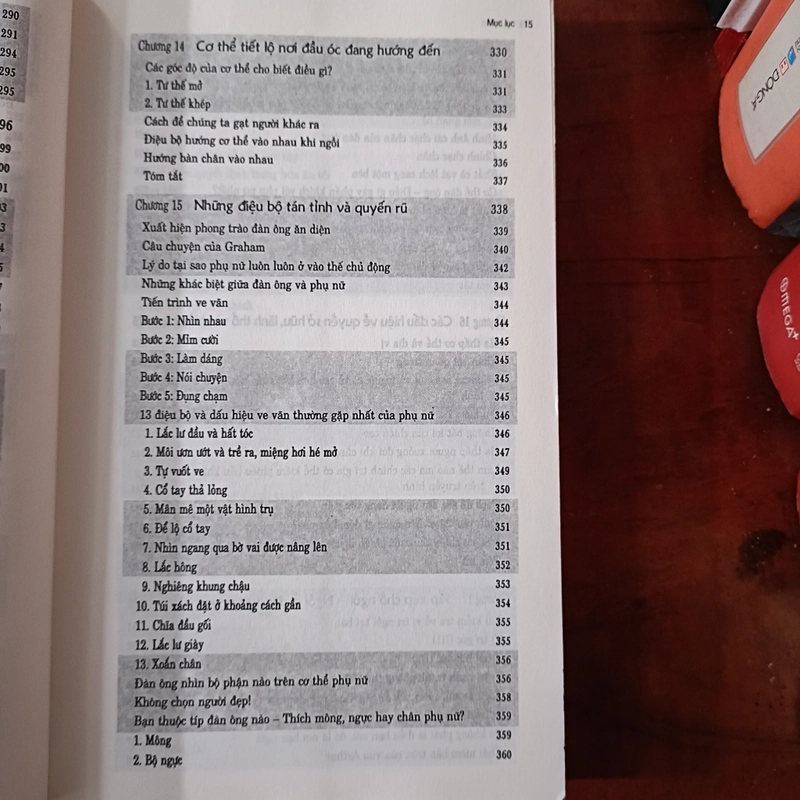 290
291
294
295
295
96
99
Mục lục 15
Chương 14 Cơ thể tiết lộ nơi đầu óc đang hướng đến 330
Các góc độ của cơ thể cho biết điều gì? 331
1. Tư thế mở 331
2. Tư thế khép 333
Cách để chúng ta gạt người khác ra 334
Điệu bộ hướng cơ thể vào nhau khi ngồi 335
Hướng bàn chân vào nhau 336
Tóm tắt 337
Chương 15 Những điệu bộ tán tỉnh và quyến rũ 338
Xuất hiện phong trào đàn ông ăn diện 339
Câu chuyện của Graham 340
Lý do tại sao phụ nữ luôn luôn ở vào thế chủ động 342
Những khác biệt giữa đàn ông và phụ nữ 343
Tiến trình ve vãn 344
Bước 1: Nhìn nhau 344
Bước 2: Mỉm cười 345
Bước 3: Làm dáng 345
Bước 4: Nói chuyện 345
Bước 5: Đụng chạm 345
13 điệu bộ và dấu hiệu ve vãn thường gặp nhất của phụ nữ 346
1. Lắc lư đầu và hất tóc 346
2. Môi ươn ướt và trề ra, miệng hơi hé mở 347
3. Tự vuốt ve 349
4. Cổ tay thả lỏng 350
5. Mân mê một vật hình trụ 350
6. Để lộ cổ tay 351
7. Nhìn ngang qua bờ vai được nâng lên 351
8. Lắc hông 352
9. Nghiêng khung chậu 353
10. Túi xách đặt ở khoảng cách gần 354
11. Chĩa đầu gối 355
12. Lắc lư giày 355
13. Xoắn chân 356
Đàn ông nhìn bộ phận nào trên cơ thể phụ nữ 356
Không chọn người đẹp! 358
Bạn thuộc típ đàn ông nào – Thích mông, ngực hay chân phụ nữ? 359
1. Mông 359
2. Bộ ngực 360
ĐÔNG A
OMEGA+